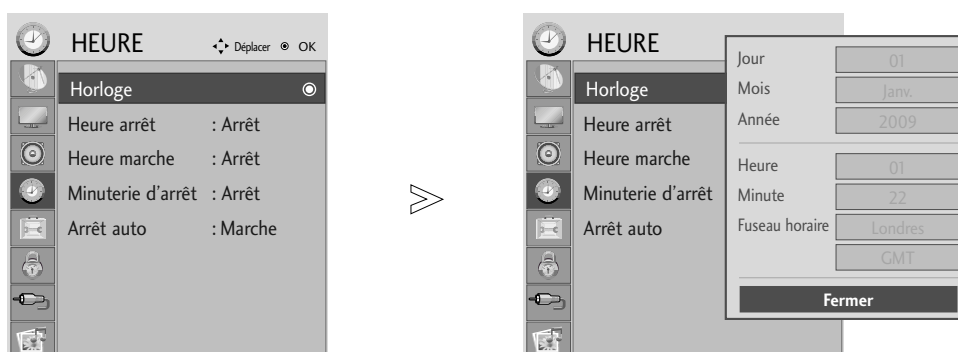 HEURE Déplacer OK
Horloge
Heure arrêt : Arrêt
Heure marche : Arrêt
Minuterie d'arrêt : Arrêt
Arrêt auto : Marche
HEURE
Horloge
Heure arrêt
Heure marche
Minuterie d'arrêt
Arrêt auto
Jour 01
Mois Janv.
Année 2009
Heure 01
Minute 22
Fuseau horaire Londres
GMT
Fermer